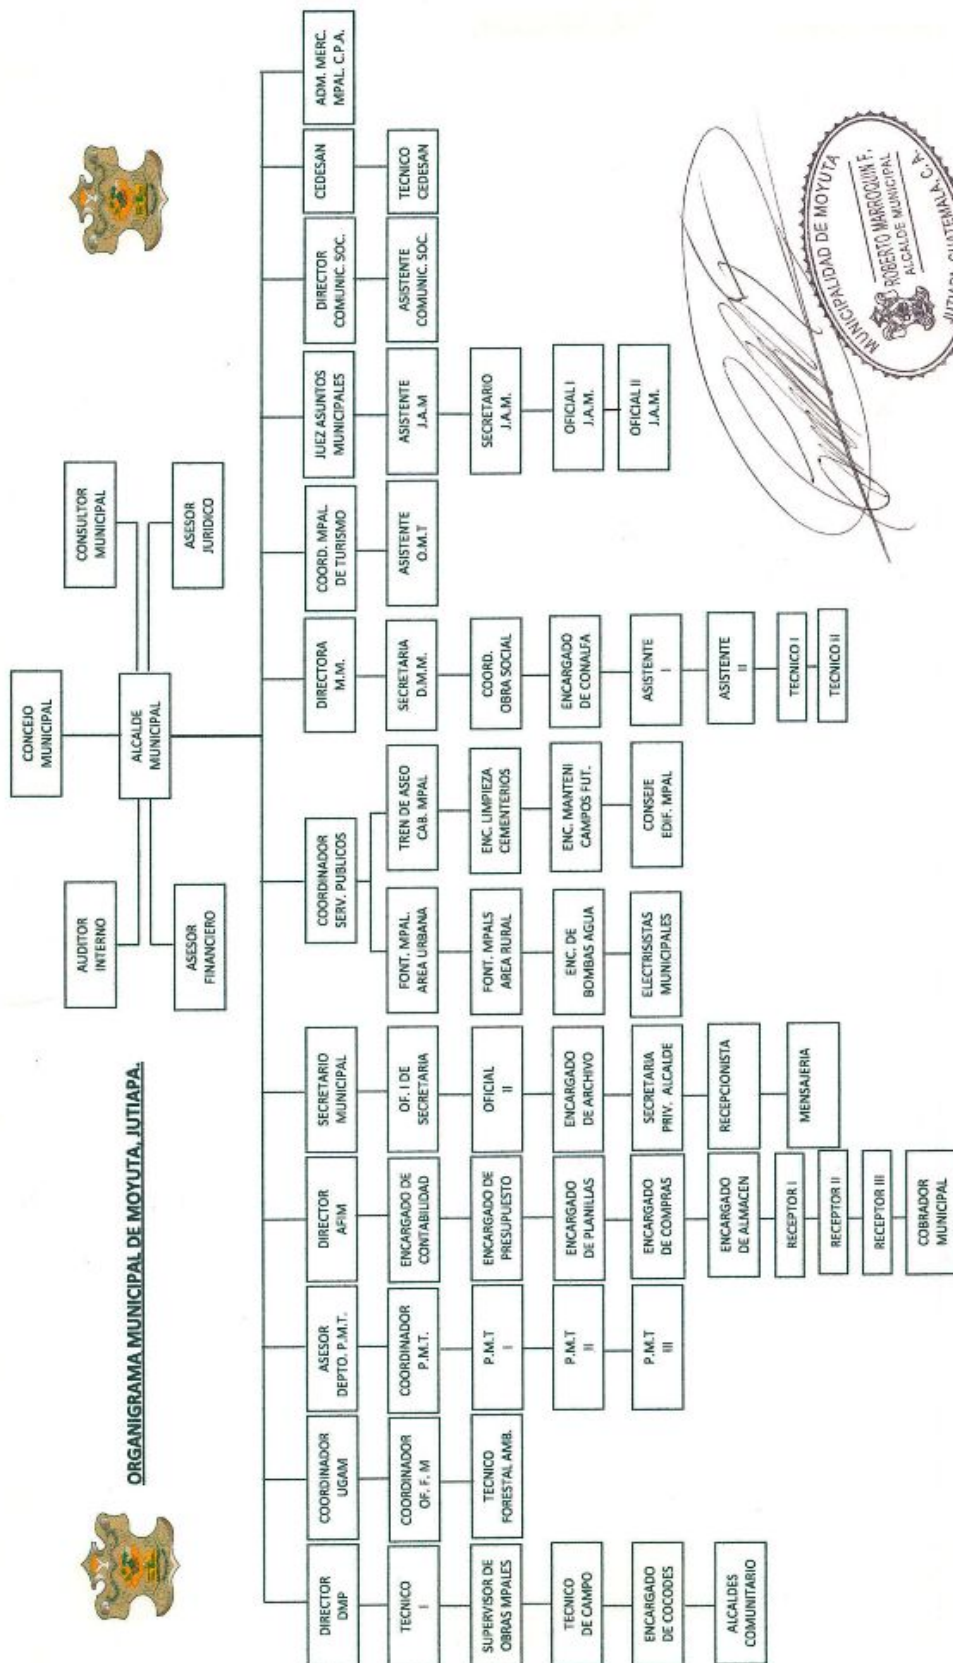 ORGANIGRAMA MUNICIPAL DE MOYUTA, JUTIAPA.
CONCEJO
MUNICIPAL
ALCALDE
MUNICIPAL
AUDITOR
INTERNO
ASESOR
FINANCIERO
CONSULTOR
MUNICIPAL
ASESOR
JURIDICO
DIRECTOR
DMP
TECNICO
I
SUPERVISOR DE
OBRAS MPALES
TECNICO
DE CAMPO
ENCARGADO
DE COCODES
ALCALDES
COMUNITARIO
COORDINADOR
UGAM
COORDINADOR
OF. F. M
TECNICO
FORESTAL AMB.
ASESOR
DEPTO. P.M.T.
COORDINADOR
P.M.T.
P.M.T
I
P.M.T
II
P.M.T
III
DIRECTOR
AFIM
ENCARGADO DE
CONTABILIDAD
ENCARGADO DE
PRESUPUESTO
ENCARGADO
DE PLANILLAS
ENCARGADO
DE COMPRAS
ENCARGADO
DE ALMACEN
RECEPTOR I
RECEPTOR II
RECEPTOR III
COBRADOR
MUNICIPAL
SECRETARIO
MUNICIPAL
OF. I DE
SECRETARIA
OFICIAL
II
ENCARGADO
DE ARCHIVO
SECRETARIA
PRIV. ALCALDE
RECEPCIONISTA
MENSAJERIA
COORDINADOR
SERV. PUBLICOS
FONT. MPAL.
AREA URBANA
FONT. MPALS
AREA RURAL
ENC. DE
BOMBAS AGUA
ELECTRISISTAS
MUNICIPALES
TREN DE ASEO
CAB. MPAL
ENC. LIMPIEZA
CEMENTERIOS
ENC. MANTENI
CAMPOS FUT.
CONSEJE
EDIF. MPAL
DIRECTORA
M.M.
SECRETARIA
D.M.M.
COORD.
OBRA SOCIAL
ENCARGADO
DE CONALFA
ASISTENTE
I
ASISTENTE
II
TECNICO I
TECNICO II
COORD. MPAL
DE TURISMO
ASISTENTE
O.M.T
JUEZ ASUNTOS
MUNICIPALES
ASISTENTE
J.A.M
SECRETARIO
J.A.M.
OFICIAL I
J.A.M.
OFICIAL II
J.A.M.
DIRECTOR
COMUNIC. SOC.
ASISTENTE
COMUNIC. SOC.
CEDESAN
TECNICO
CEDESAN
ADM. MERC.
MPAL. C.P.A.
MUNICIPALIDAD DE MOYUTA
ROBERTO MARROQUIN F.
ALCALDE MUNICIPAL
JUTIAPA, GUATEMALA, C. A.